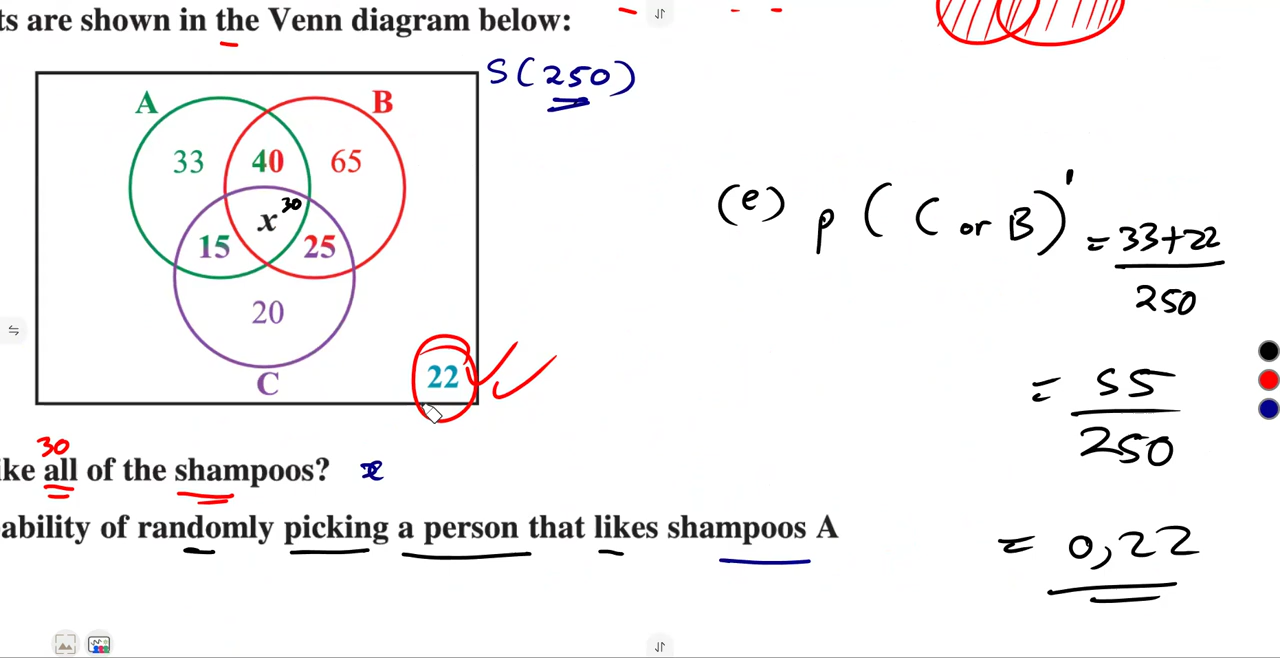 ts are shown in the Venn diagram below:
S(250)
A
B
33
40
65
x 30
15
25
20
C
22
(e) p ( C or B)' = 33+22
250
= 55
250
= 0,22
30
ike all of the shampoos? x
ability of randomly picking a person that likes shampoos A